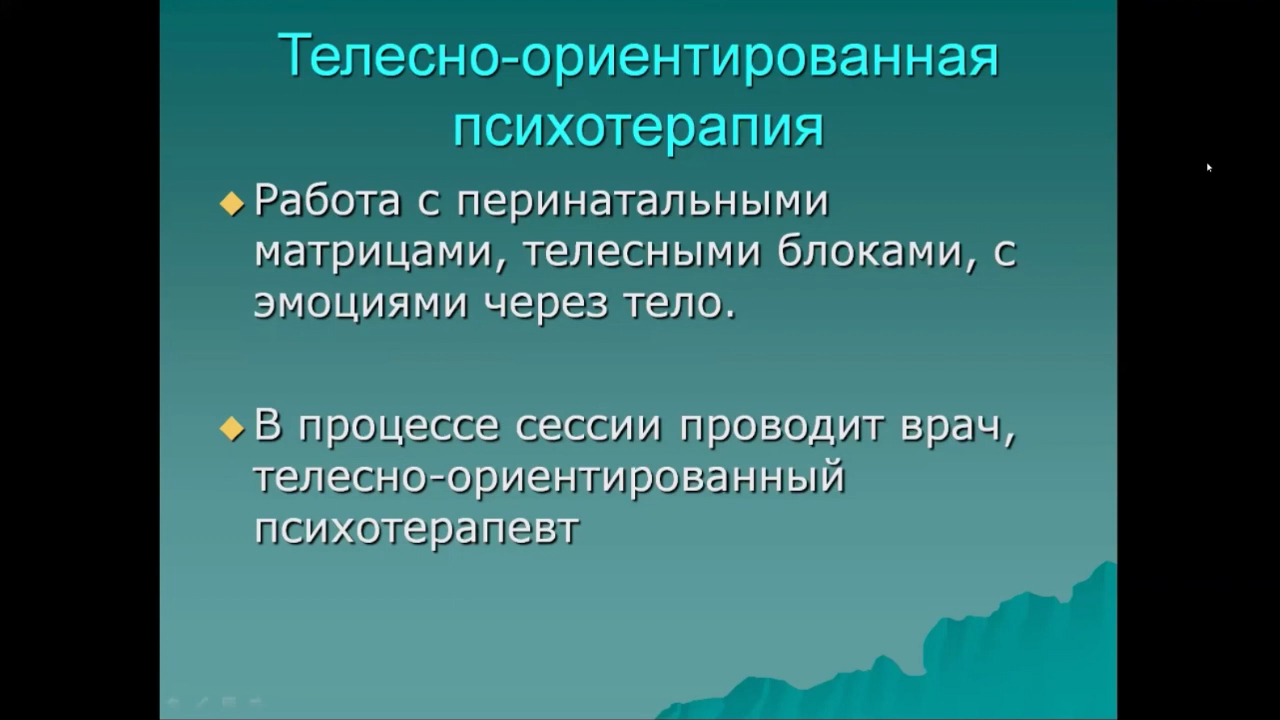 Телесно-ориентированная
психотерапия
Работа с перинатальными
матрицами, телесными блоками, с
эмоциями через тело.
В процессе сессии проводит врач,
телесно-ориентированный
психотерапевт